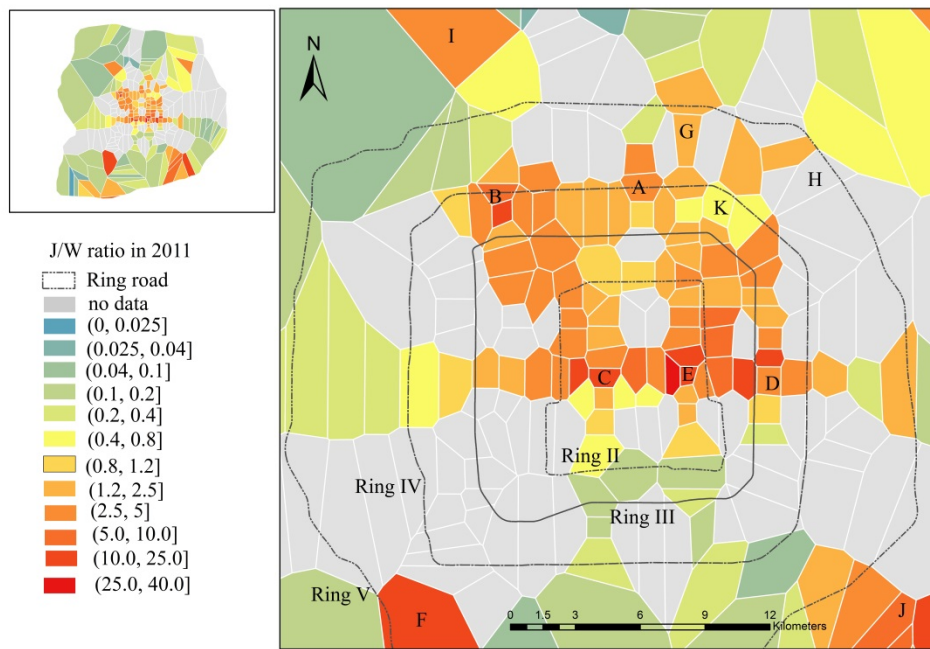 J/W ratio in 2011
Ring road
no data
(0, 0.025]
(0.025, 0.04]
(0.04, 0.1]
(0.1, 0.2]
(0.2, 0.4]
(0.4, 0.8]
(0.8, 1.2]
(1.2, 2.5]
(2.5, 5]
(5.0, 10.0]
(10.0, 25.0]
(25.0, 40.0]
I
N
G
H
A
B
K
C
E
D
Ring II
Ring IV
Ring III
Ring V
F
J
0 1.5 3 6 9 12
Kilometers